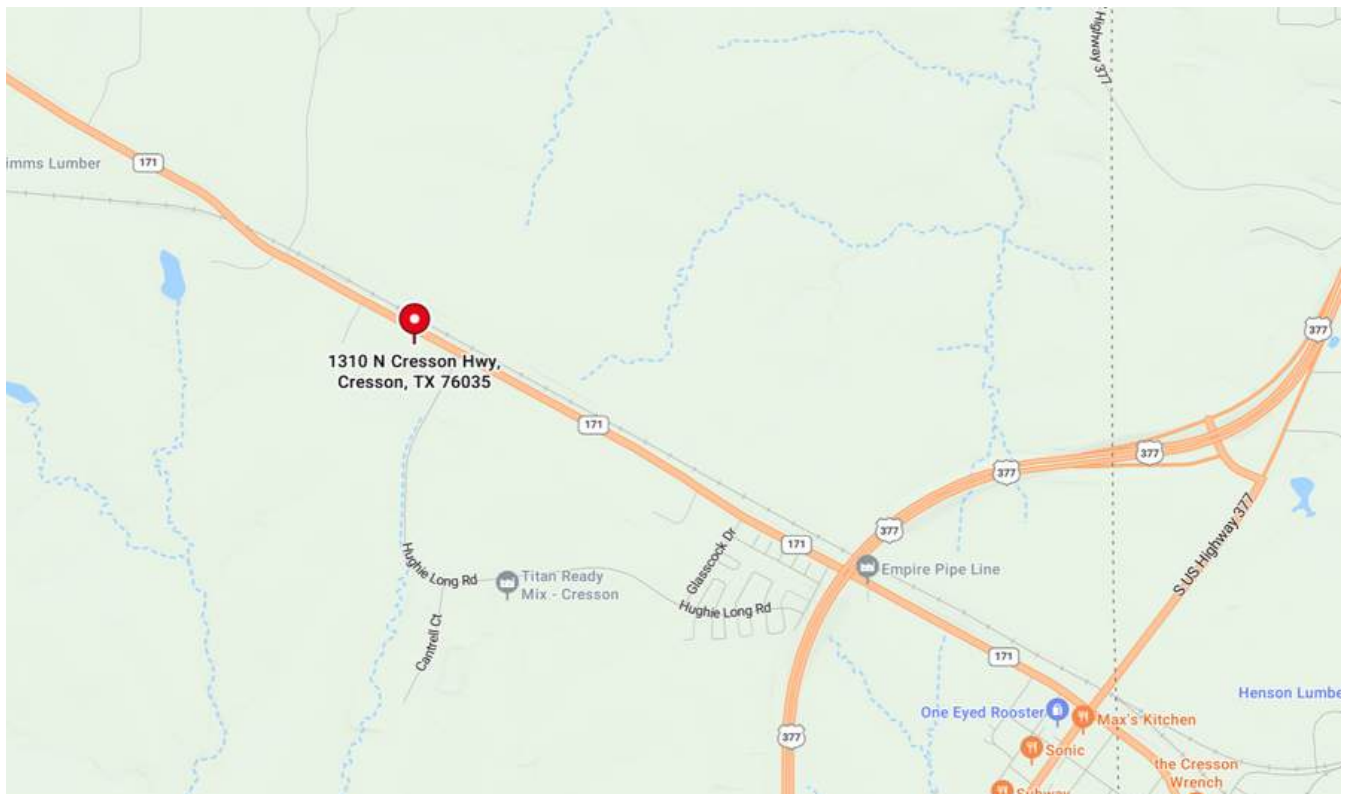 Highway 377
imms Lumber
171
377
1310 N Cresson Hwy,
Cresson, TX 76035
171
377
377
S US Highway 377
377
171
Glasscock Dr
Hughie Long Rd
Titan Ready
Mix - Cresson
Empire Pipe Line
Hughie Long Rd
Cantrell Ct
171
Henson Lumbe
One Eyed Rooster
Max's Kitchen
377
Sonic
the Cresson
Wrench
Subway